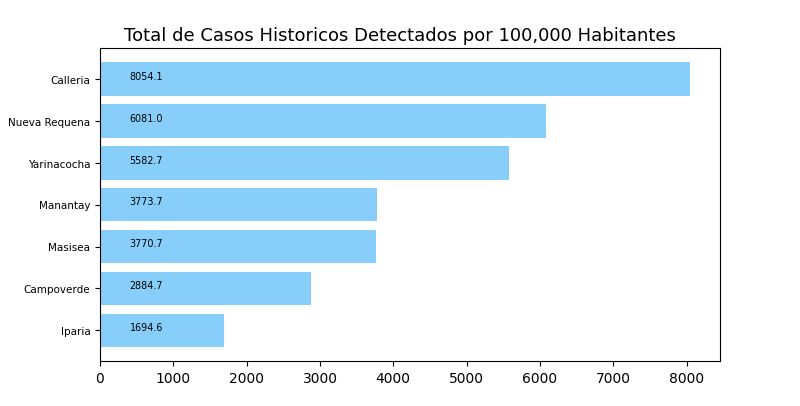 Total de Casos Historicos Detectados por 100,000 Habitantes
Calleria 8054.1
Nueva Requena 6081.0
Yarinacocha 5582.7
Manantay 3773.7
Masisea 3770.7
Campoverde 2884.7
Iparia 1694.6
0 1000 2000 3000 4000 5000 6000 7000 8000